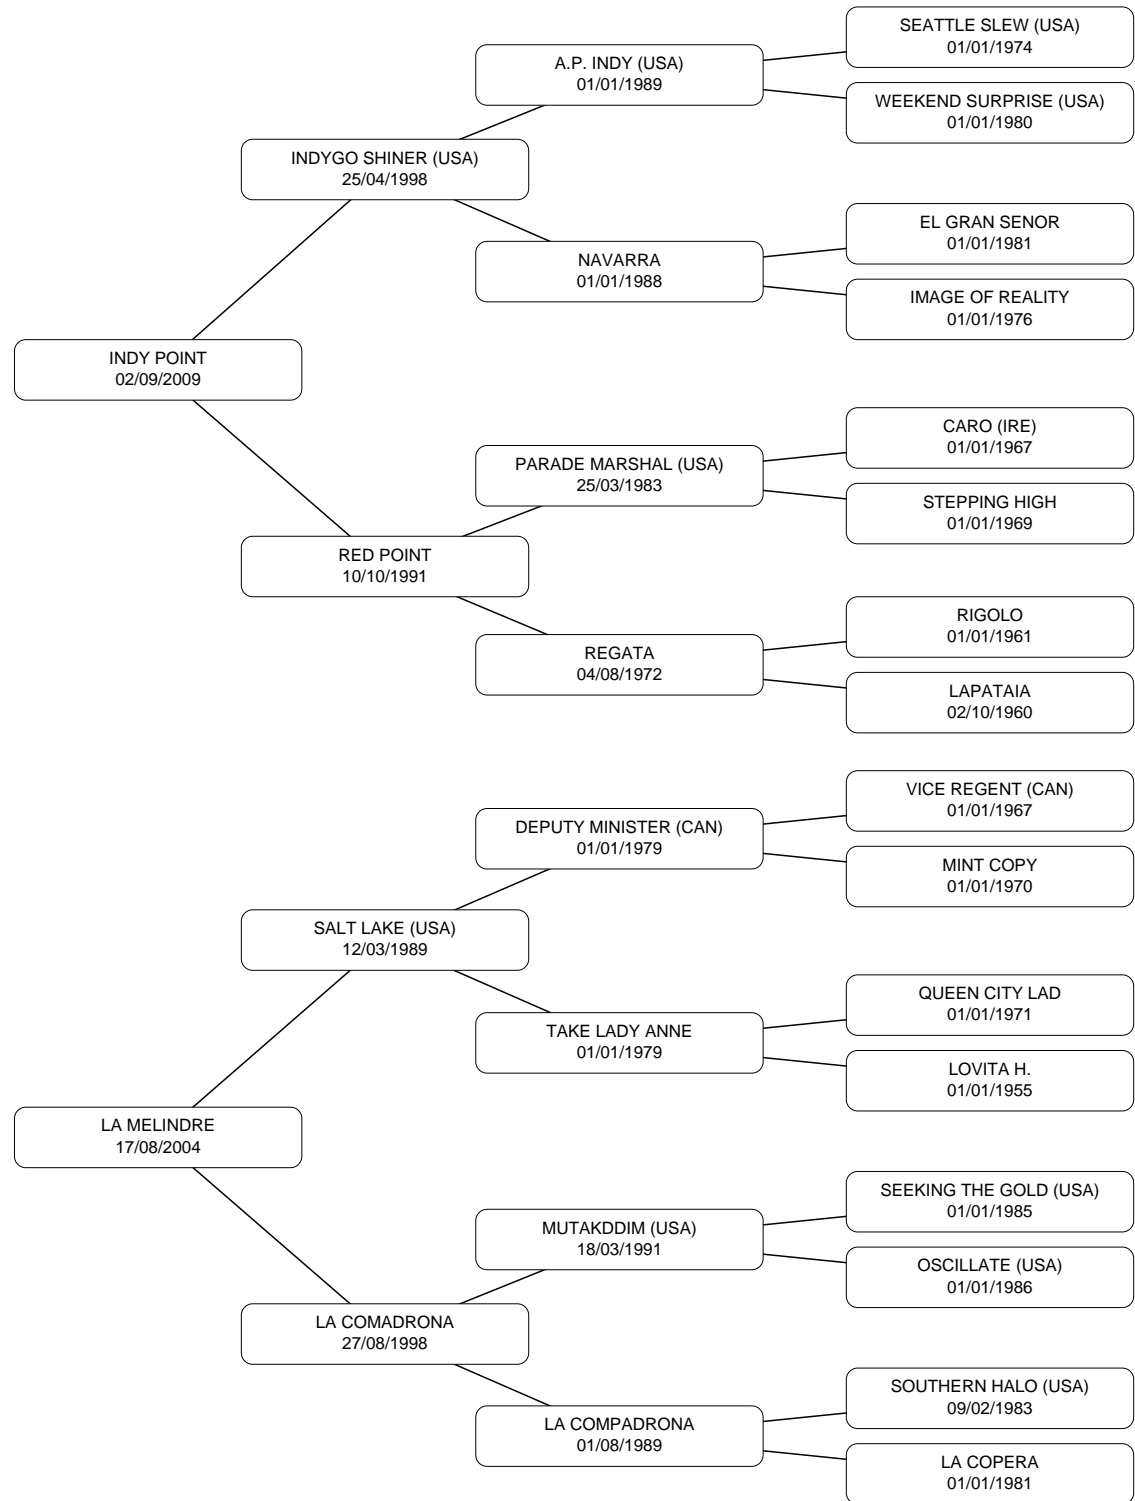 SEATTLE SLEW (USA)
01/01/1974
A.P. INDY (USA)
01/01/1989
WEEKEND SURPRISE (USA)
01/01/1980
INDYGO SHINER (USA)
25/04/1998
EL GRAN SENOR
01/01/1981
NAVARRA
01/01/1988
IMAGE OF REALITY
01/01/1976
INDY POINT
02/09/2009
CARO (IRE)
01/01/1967
PARADE MARSHAL (USA)
25/03/1983
STEPPING HIGH
01/01/1969
RED POINT
10/10/1991
RIGOLO
01/01/1961
REGATA
04/08/1972
LAPATAIA
02/10/1960
VICE REGENT (CAN)
01/01/1967
DEPUTY MINISTER (CAN)
01/01/1979
MINT COPY
01/01/1970
SALT LAKE (USA)
12/03/1989
QUEEN CITY LAD
01/01/1971
TAKE LADY ANNE
01/01/1979
LOVITA H.
01/01/1955
LA MELINDRE
17/08/2004
SEEKING THE GOLD (USA)
01/01/1985
MUTAKDDIM (USA)
18/03/1991
OSCILLATE (USA)
01/01/1986
LA COMADRONA
27/08/1998
SOUTHERN HALO (USA)
09/02/1983
LA COMPADRONA
01/08/1989
LA COPERA
01/01/1981